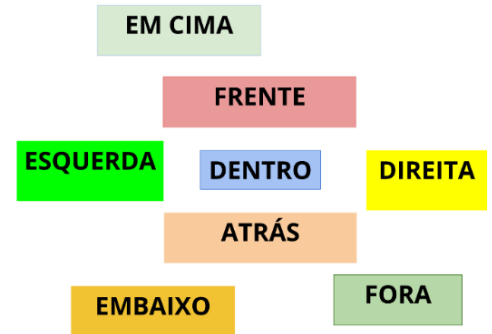 EM CIMA
FRENTE
ESQUERDA
DENTRO
DIREITA
ATRÁS
FORA
EMBAIXO